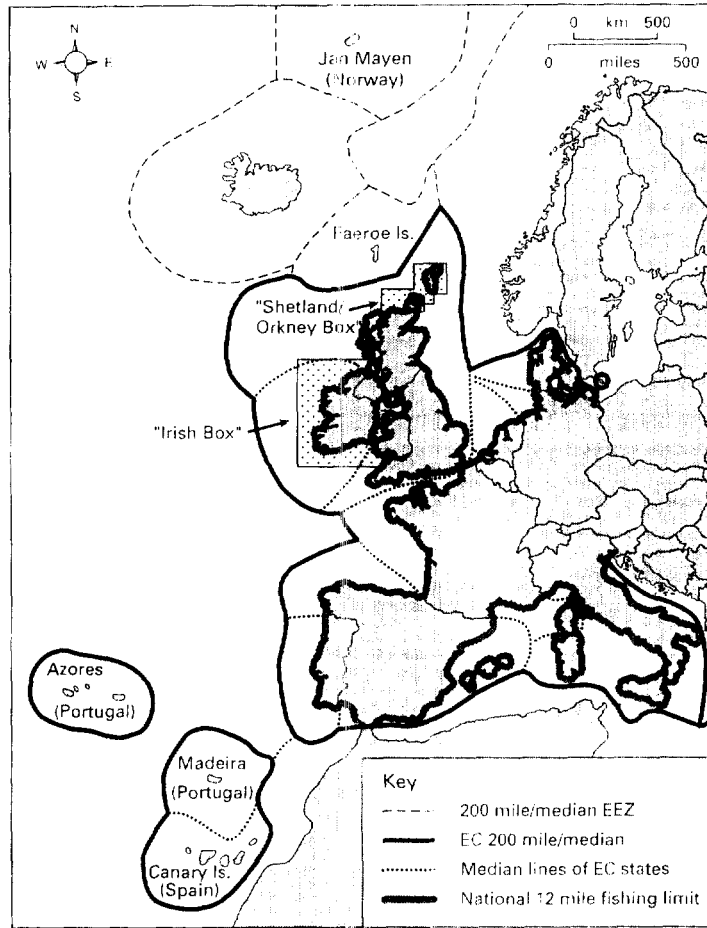 N
W E
S
Jan Mayen
(Norway)
0 km 500
miles
0 500
Faeroe Is.
"Shetland/
Orkney Box"
"Irish Box"
Azores
(Portugal)
Madeira
(Portugal)
Canary Is.
(Spain)
Key
200 mile/median EEZ
EC 200 mile/median
Median lines of EC states
National 12 mile fishing limit